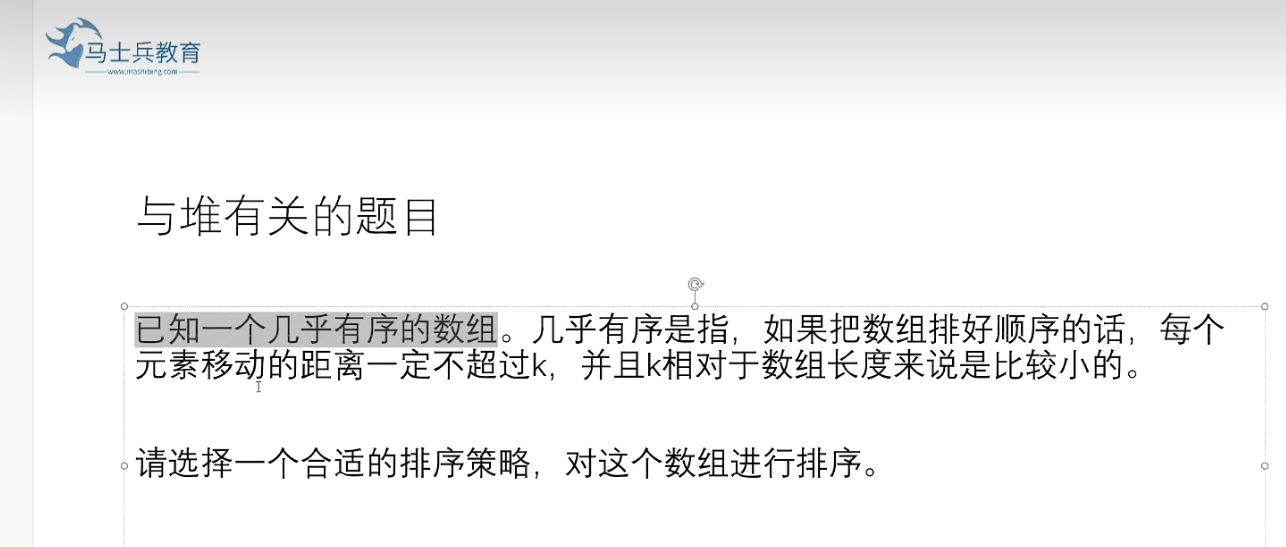 马士兵教育
www.mashibing.com
与堆有关的题目
已知一个几乎有序的数组。几乎有序是指，如果把数组排好顺序的话，每个
元素移动的距离一定不超过k，并且k相对于数组长度来说是比较小的。
请选择一个合适的排序策略，对这个数组进行排序。